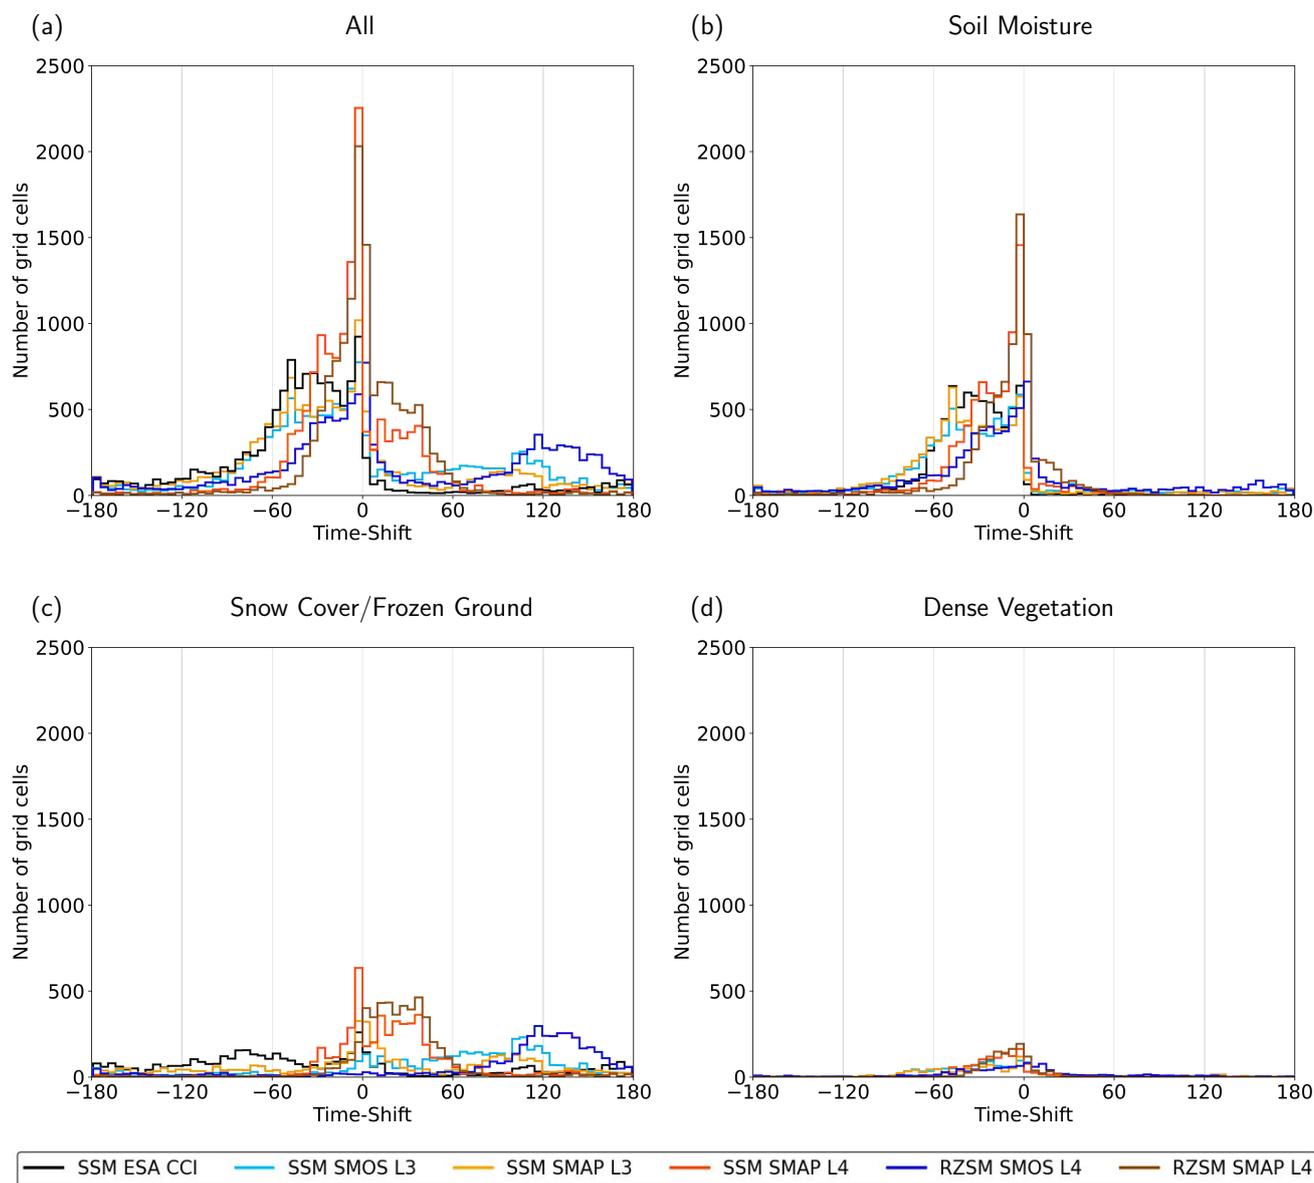 (a) All
2500
2000
1500
1000
500
0
Number of grid cells
−180 −120 −60 0 60 120 180
Time-Shift
(b) Soil Moisture
2500
2000
1500
1000
500
0
Number of grid cells
−180 −120 −60 0 60 120 180
Time-Shift
(c) Snow Cover/Frozen Ground
2500
2000
1500
1000
500
0
Number of grid cells
−180 −120 −60 0 60 120 180
Time-Shift
(d) Dense Vegetation
2500
2000
1500
1000
500
0
Number of grid cells
−180 −120 −60 0 60 120 180
Time-Shift
SSM ESA CCI SSM SMOS L3 SSM SMAP L3 SSM SMAP L4 RZSM SMOS L4 RZSM SMAP L4